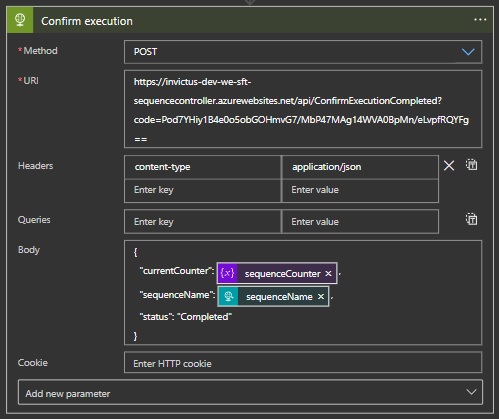 Confirm execution
* Method
POST
* URI
https://invictus-dev-we-sft-
sequencecontroller.azurewebsites.net/api/ConfirmExecutionCompleted?
code=Pod7YHiy1B4e0o5obGOHmvG7/MbP47MAg14WVA0BpMn/eLvpfRQYFg
==
Headers
content-type
application/json
Enter key
Enter value
Queries
Enter key
Enter value
Body
{
"currentCounter": {x} sequenceCounter × ,
"sequenceName": sequenceName × ,
"status": "Completed"
}
Cookie
Enter HTTP cookie
Add new parameter